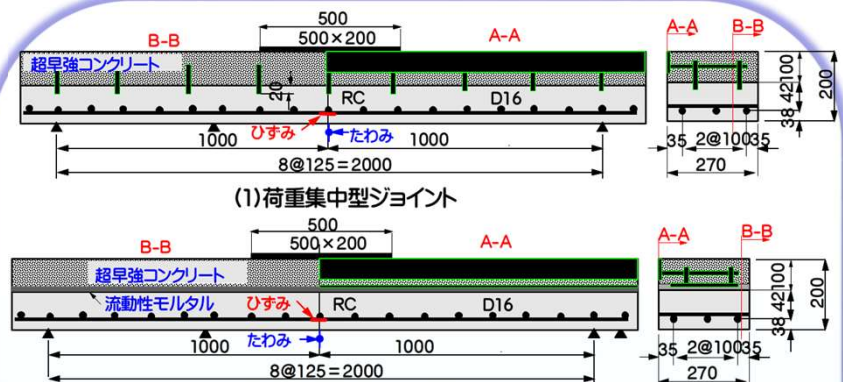 500
500×200
B-B
A-A
超早強コンクリート
20
RC
D16
ひずみ
たわみ
1000
1000
8@125=2000
A-A
B-B
100
42
38
200
35
2@100
35
270
(1)荷重集中型ジョイント
500
500×200
B-B
A-A
超早強コンクリート
流動性モルタル
ひずみ
RC
D16
たわみ
1000
1000
8@125=2000
A-A
B-B
100
42
38
200
35
2@100
35
270